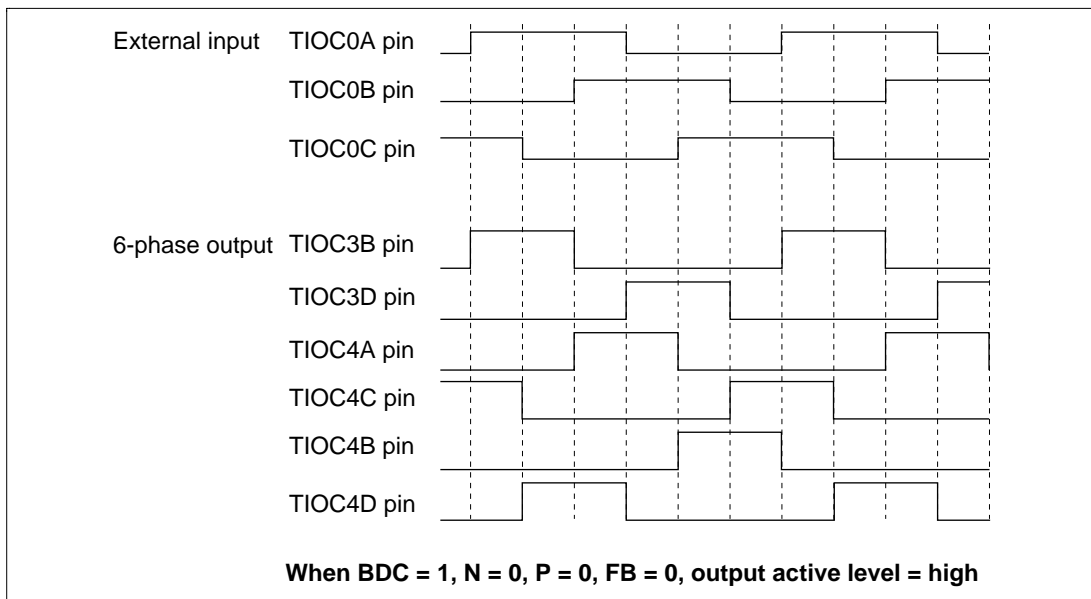 External input TIOC0A pin
TIOC0B pin
TIOC0C pin
6-phase output TIOC3B pin
TIOC3D pin
TIOC4A pin
TIOC4C pin
TIOC4B pin
TIOC4D pin
When BDC = 1, N = 0, P = 0, FB = 0, output active level = high